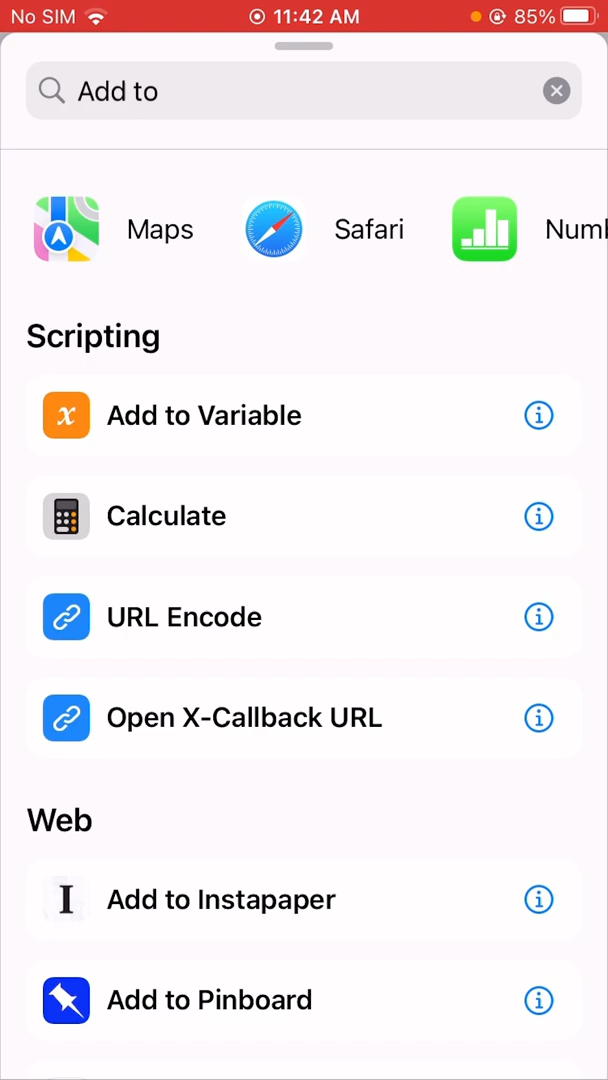 No SIM 11:42 AM 85%
Add to
Maps Safari Numb
Scripting
x Add to Variable
Calculate
URL Encode
Open X-Callback URL
Web
I Add to Instapaper
Add to Pinboard